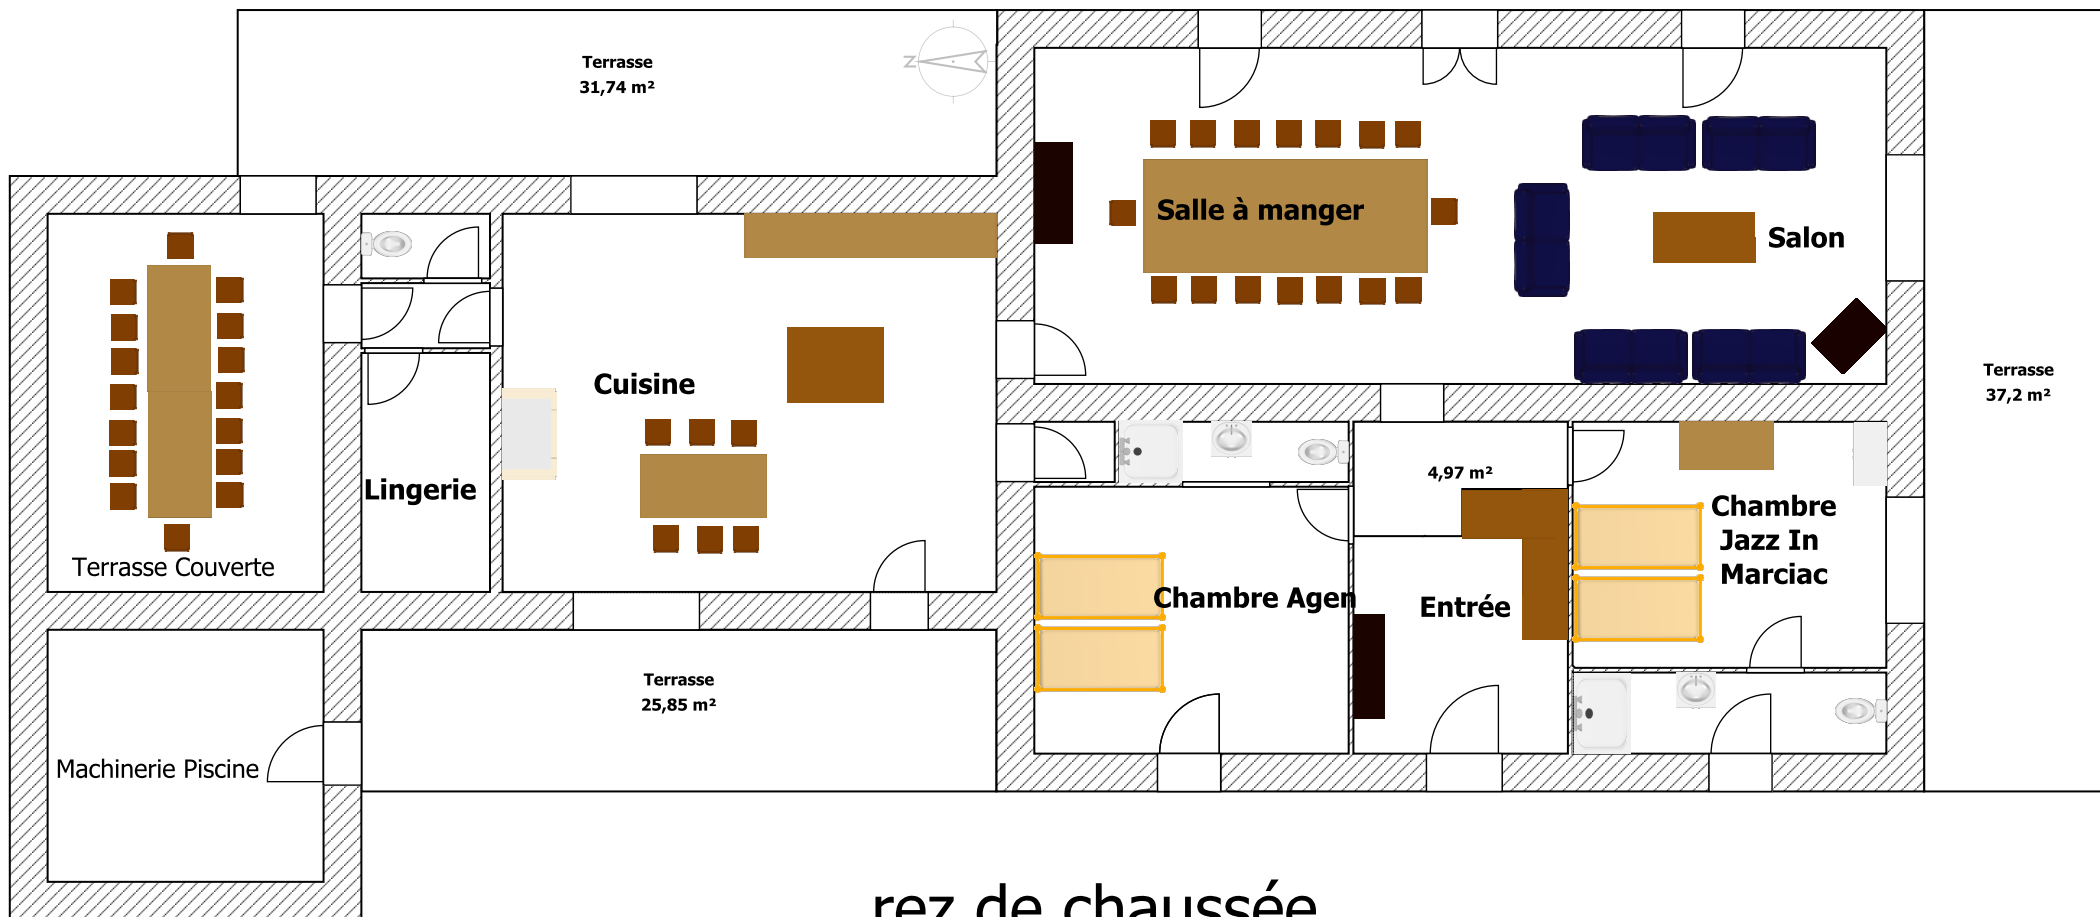 Terrasse
31,74 m²
N
Salle à manger
Salon
Cuisine
Terrasse
37,2 m²
Lingerie
4,97 m²
Chambre
Jazz In
Marciac
Terrasse Couverte
Chambre Agen
Entrée
Terrasse
25,85 m²
Machinerie Piscine
rez de chaussée